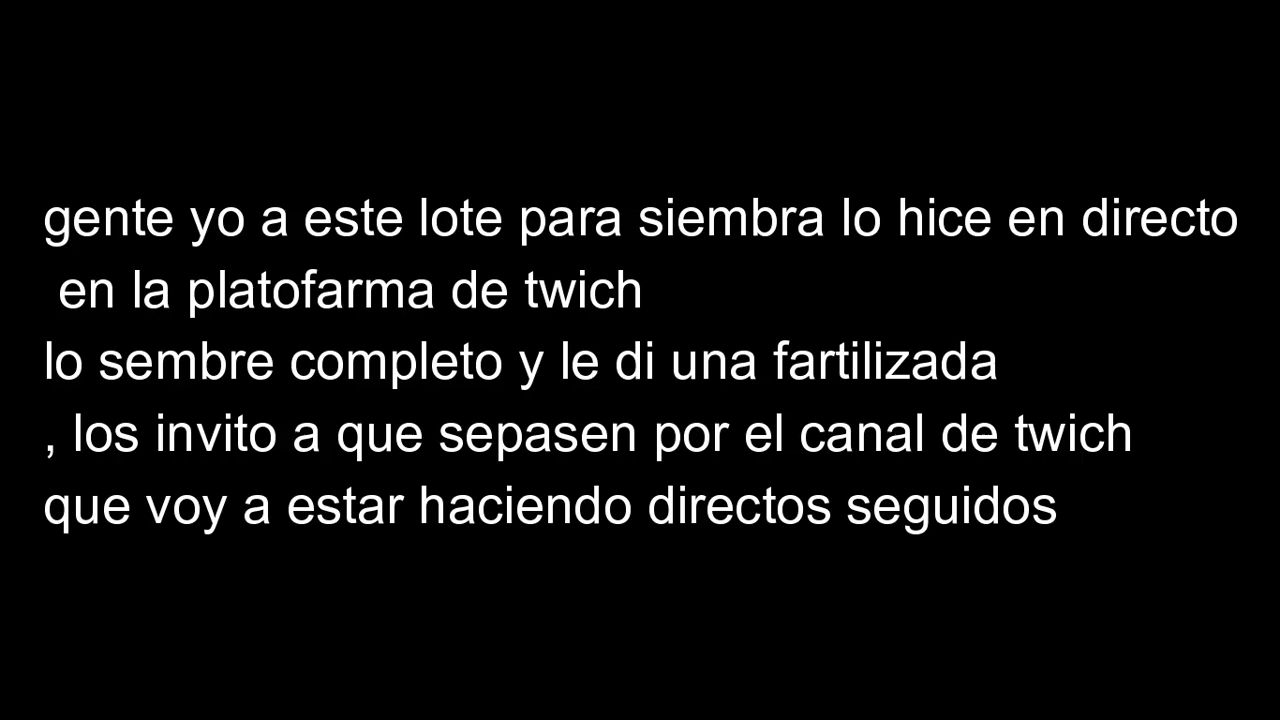 gente yo a este lote para siembra lo hice en directo
en la platofarma de twich
lo sembre completo y le di una fartilizada
, los invito a que sepasen por el canal de twich
que voy a estar haciendo directos seguidos